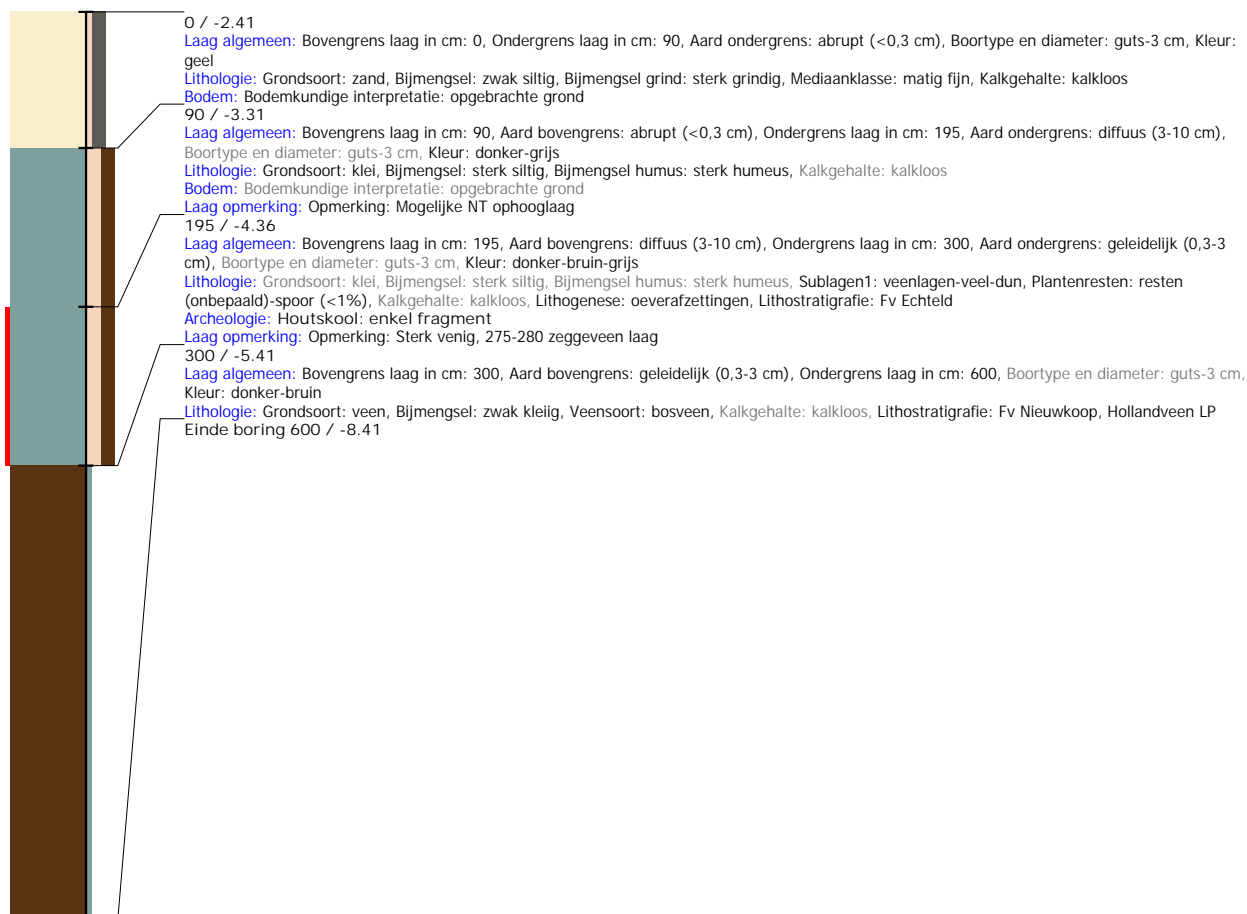 0 / -2.41
Laag algemeen: Bovengrens laag in cm: 0, Ondergrens laag in cm: 90, Aard ondergrens: abrupt (<0,3 cm), Boortype en diameter: guts-3 cm, Kleur:
geel
Lithologie: Grondsoort: zand, Bijmengsel: zwak siltig, Bijmengsel grind: sterk grindig, Mediaanklasse: matig fijn, Kalkgehalte: kalkloos
Bodem: Bodemkundige interpretatie: opgebrachte grond
90 / -3.31
Laag algemeen: Bovengrens laag in cm: 90, Aard bovengrens: abrupt (<0,3 cm), Ondergrens laag in cm: 195, Aard ondergrens: diffuus (3-10 cm),
Boortype en diameter: guts-3 cm, Kleur: donker-grijs
Lithologie: Grondsoort: klei, Bijmengsel: sterk siltig, Bijmengsel humus: sterk humeus, Kalkgehalte: kalkloos
Bodem: Bodemkundige interpretatie: opgebrachte grond
Laag opmerking: Opmerking: Mogelijke NT ophooglaag
195 / -4.36
Laag algemeen: Bovengrens laag in cm: 195, Aard bovengrens: diffuus (3-10 cm), Ondergrens laag in cm: 300, Aard ondergrens: geleidelijk (0,3-3
cm), Boortype en diameter: guts-3 cm, Kleur: donker-bruin-grijs
Lithologie: Grondsoort: klei, Bijmengsel: sterk siltig, Bijmengsel humus: sterk humeus, Sublagen1: veenlagen-veel-dun, Plantenresten: resten
(onbepaald)-spoor (<1%), Kalkgehalte: kalkloos, Lithogenese: oeverafzettingen, Lithostratigrafie: Fv Echteld
Archeologie: Houtskool: enkel fragment
Laag opmerking: Opmerking: Sterk venig, 275-280 zeggeveen laag
300 / -5.41
Laag algemeen: Bovengrens laag in cm: 300, Aard bovengrens: geleidelijk (0,3-3 cm), Ondergrens laag in cm: 600, Boortype en diameter: guts-3 cm,
Kleur: donker-bruin
Lithologie: Grondsoort: veen, Bijmengsel: zwak kleiig, Veensoort: bosveen, Kalkgehalte: kalkloos, Lithostratigrafie: Fv Nieuwkoop, Hollandveen LP
Einde boring 600 / -8.41